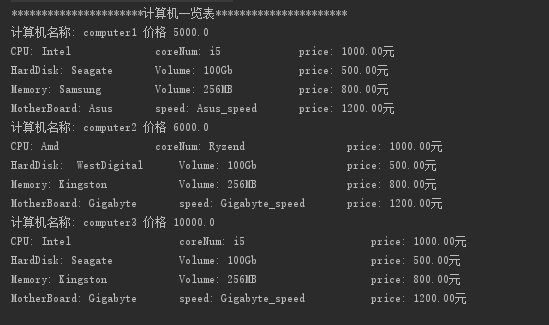 **********************计算机一览表**********************
计算机名称: computer1 价格 5000.0
CPU: Intel coreNum: i5 price: 1000.00元
HardDisk: Seagate Volume: 100Gb price: 500.00元
Memory: Samsung Volume: 256MB price: 800.00元
MotherBoard: Asus speed: Asus_speed price: 1200.00元
计算机名称: computer2 价格 6000.0
CPU: Amd coreNum: Ryzend price: 1000.00元
HardDisk: WestDigital Volume: 100Gb price: 500.00元
Memory: Kingston Volume: 256MB price: 800.00元
MotherBoard: Gigabyte speed: Gigabyte_speed price: 1200.00元
计算机名称: computer3 价格 10000.0
CPU: Intel coreNum: i5 price: 1000.00元
HardDisk: Seagate Volume: 100Gb price: 500.00元
Memory: Kingston Volume: 256MB price: 800.00元
MotherBoard: Gigabyte speed: Gigabyte_speed price: 1200.00元